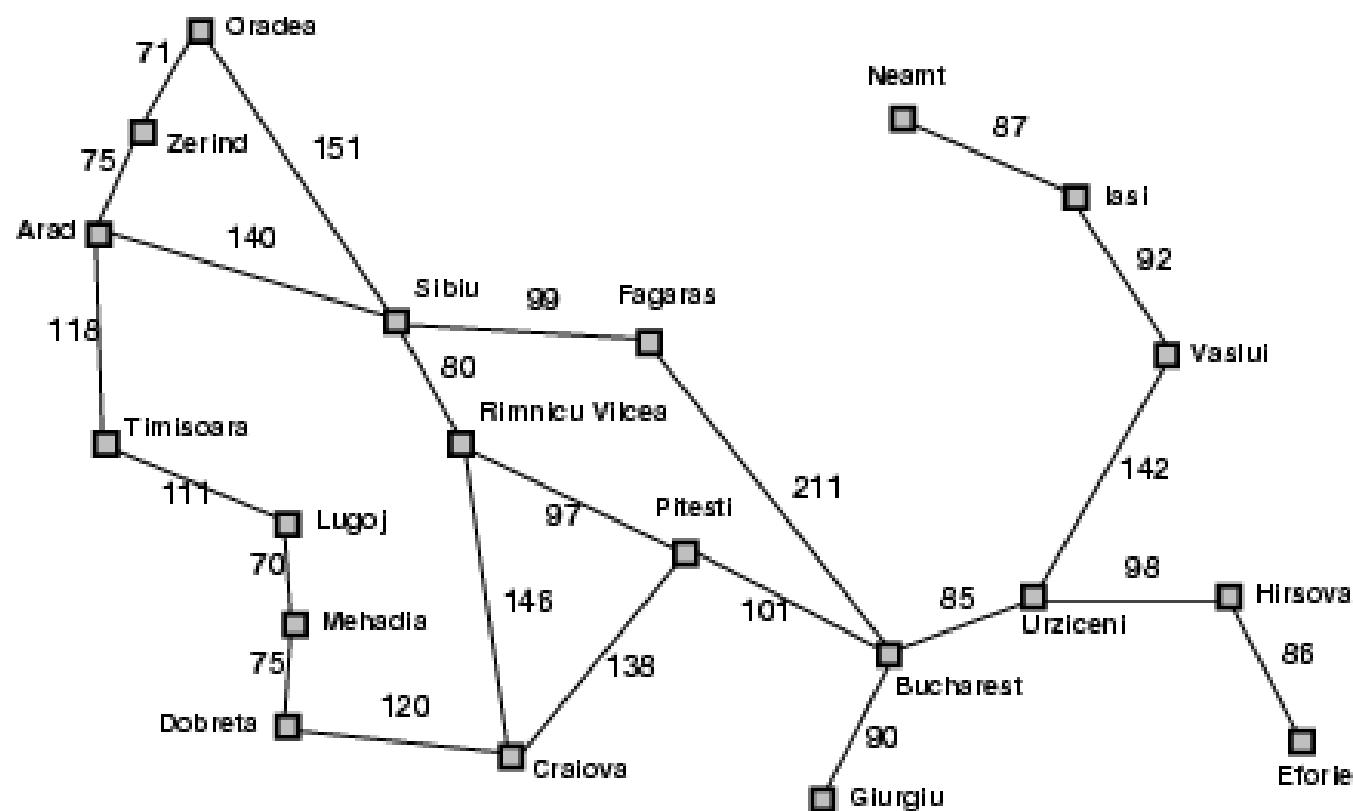 Oradea
71
Neamt
87
Zerind
151
75
Iasi
Arad
140
92
Sibiu
99
Fagaras
118
80
Vaslui
Rimnicu Vilcea
Timisoara
142
111
211
Lugoj
97
Pitesti
70
98
146
101
85
Hirsova
Mehadia
Urziceni
75
138
86
Bucharest
120
Dobreta
90
Craiova
Eforie
Giurgiu